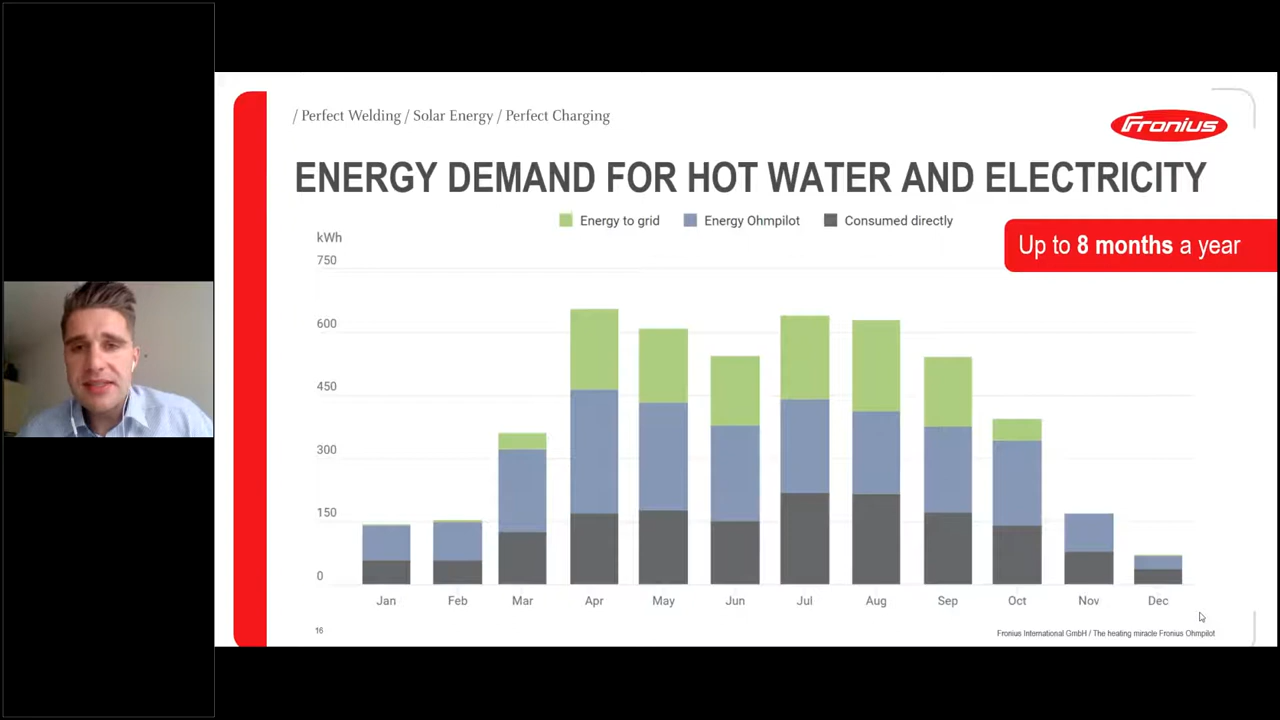 / Perfect Welding / Solar Energy / Perfect Charging
Fronius
ENERGY DEMAND FOR HOT WATER AND ELECTRICITY
Energy to grid Energy Ohmpilot Consumed directly
Up to 8 months a year
kWh
750
600
450
300
150
0
Jan Feb Mar Apr May Jun Jul Aug Sep Oct Nov Dec
16
Fronius International GmbH / The heating miracle Fronius Ohmpilot